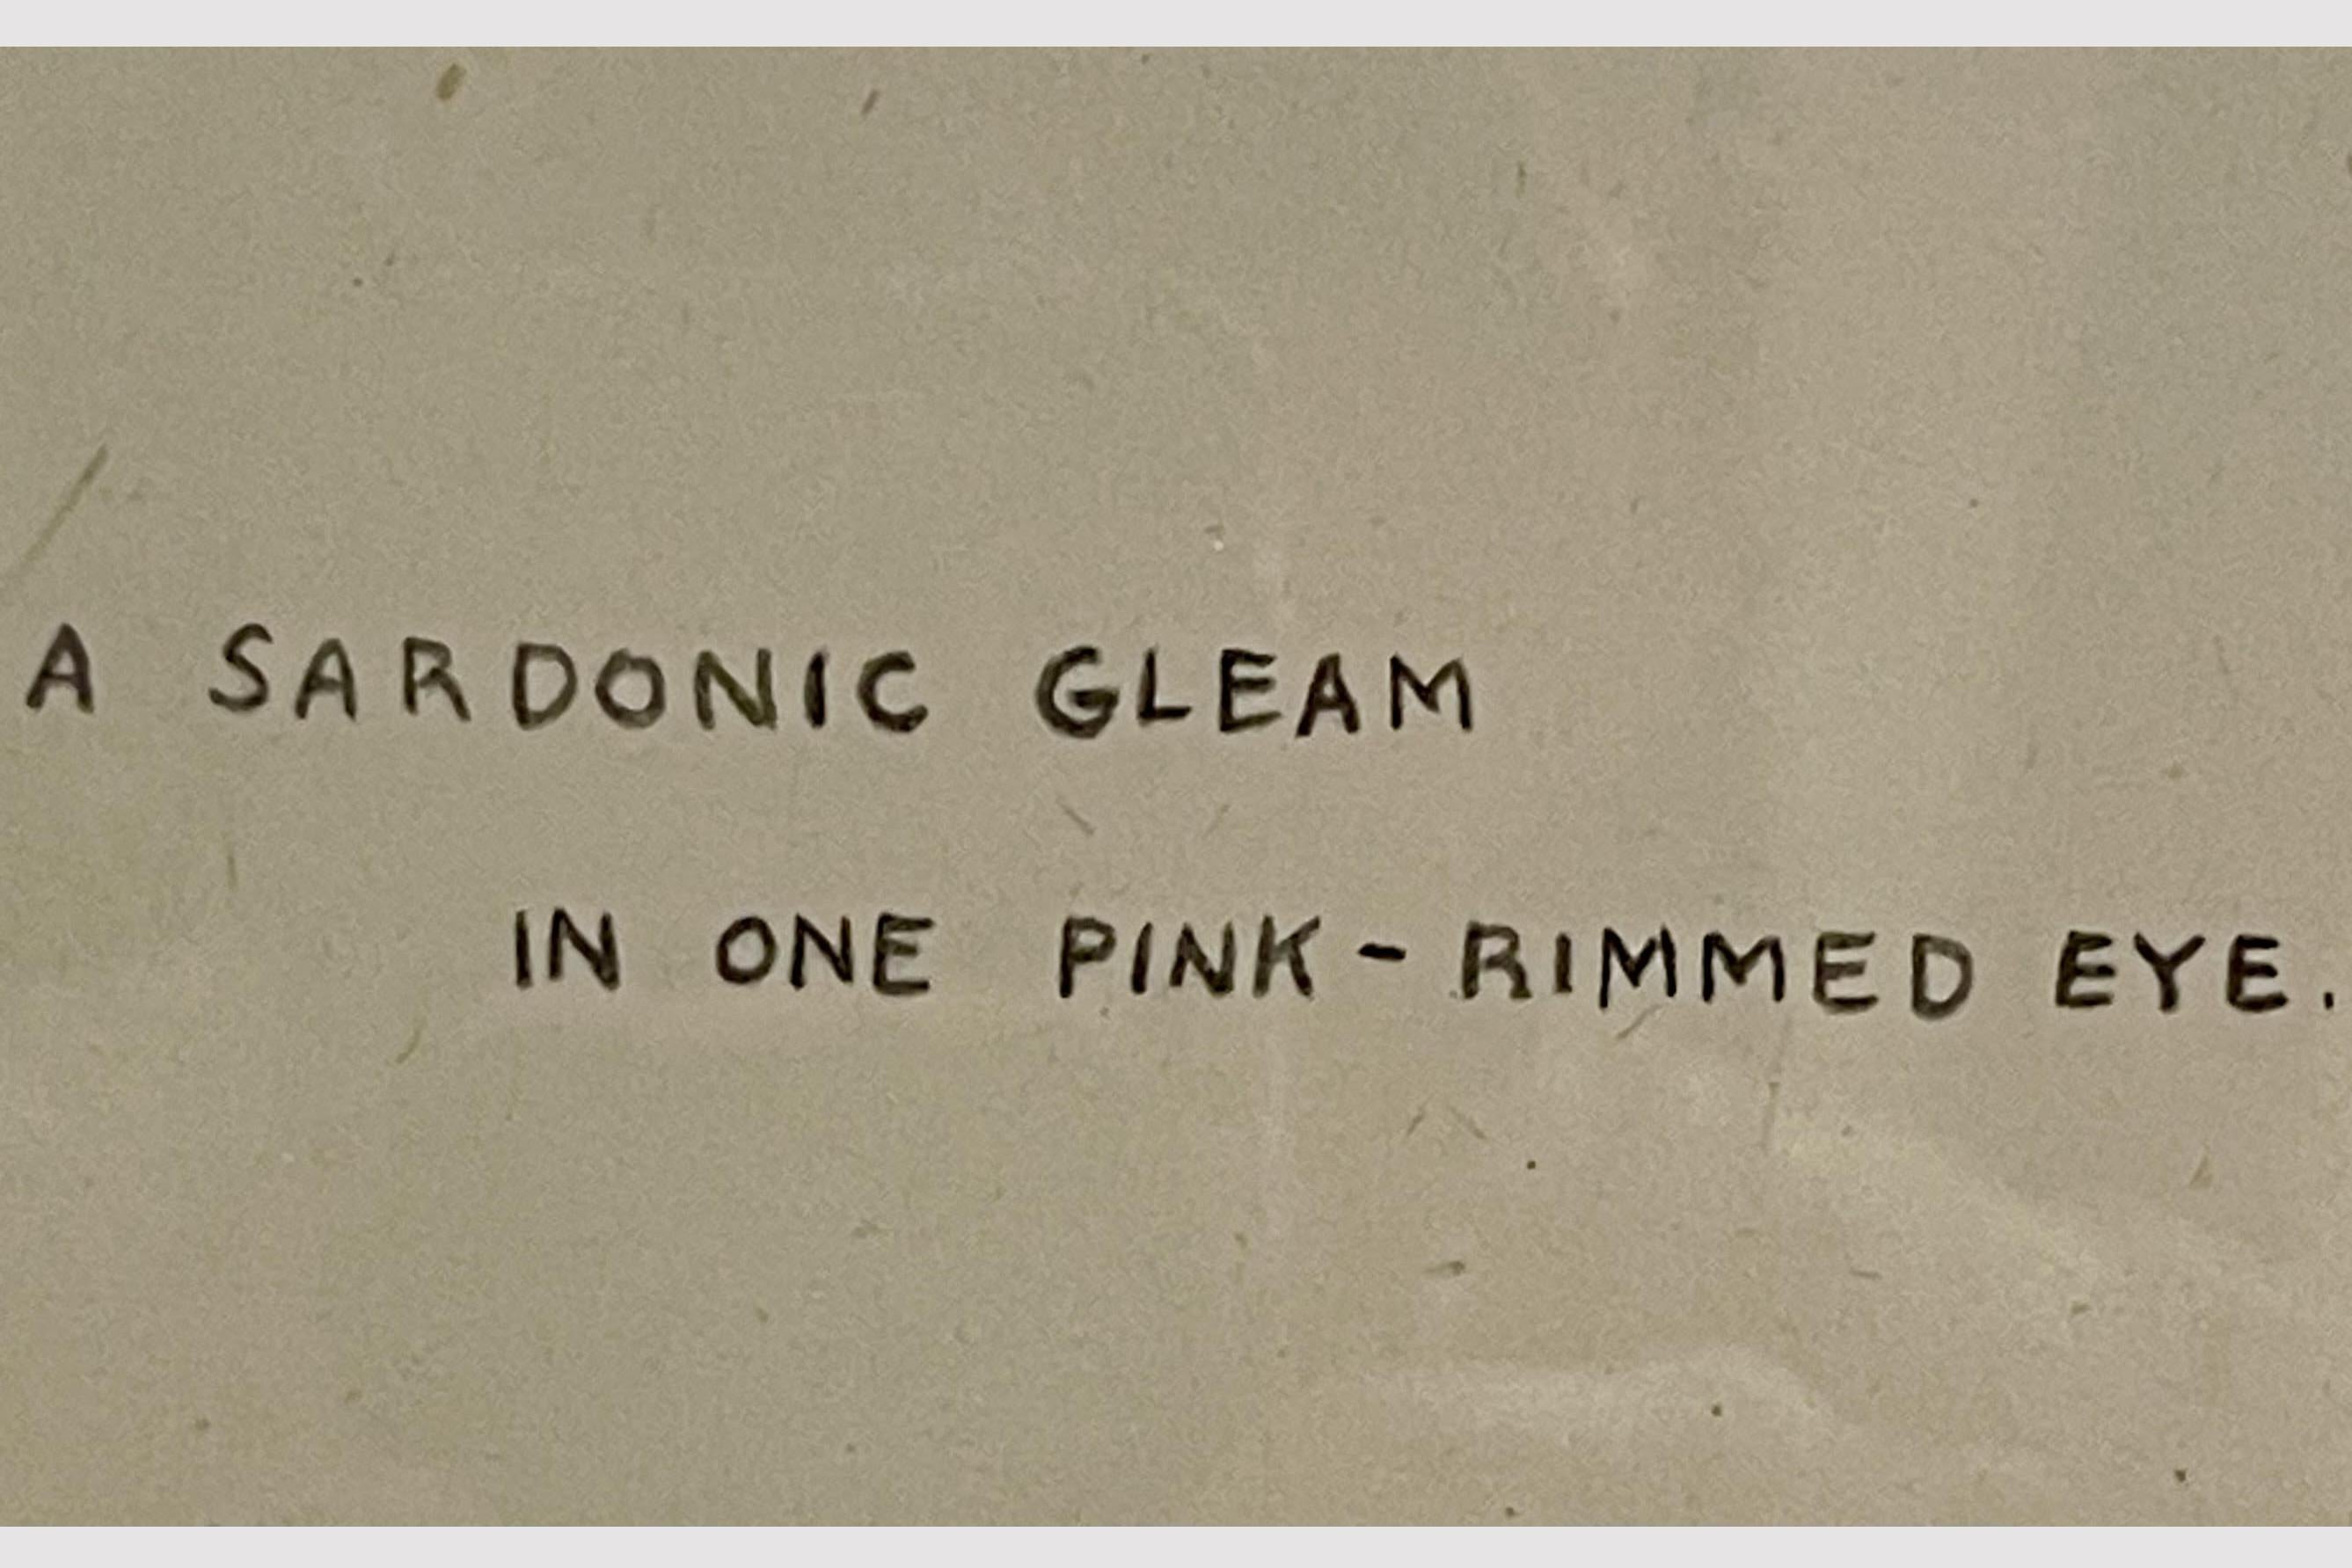 A SARDONIC GLEAM
IN ONE PINK-RIMMED EYE.